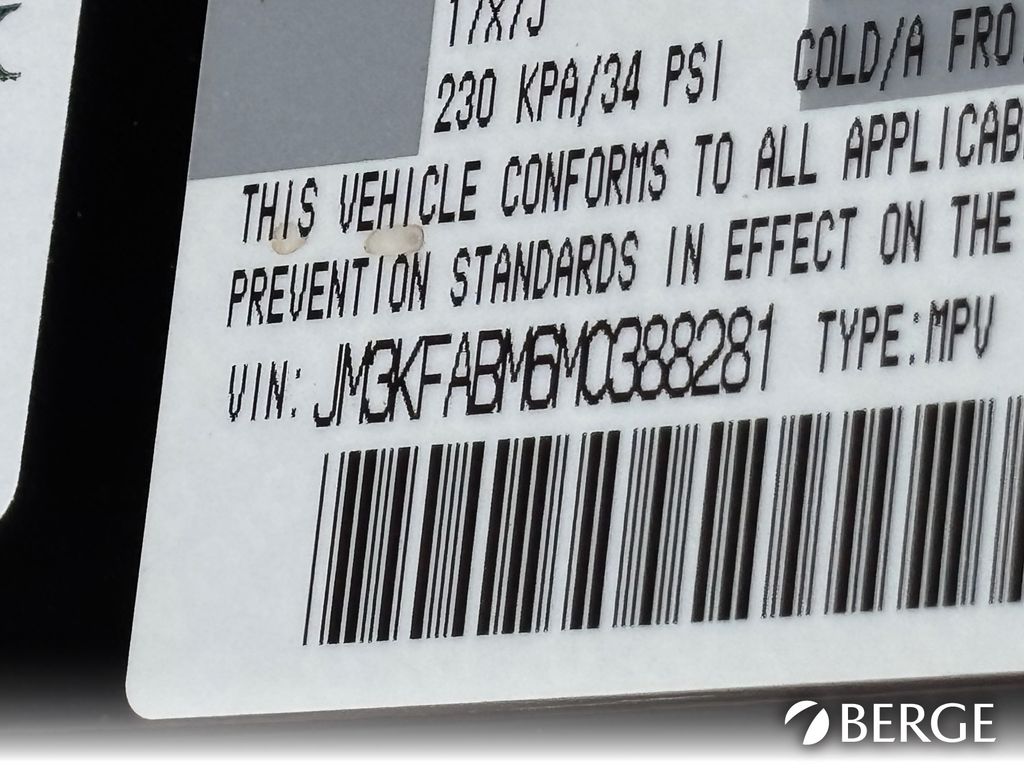 17x7J
230 KPA/34 PSI COLD/A FRO
THIS VEHICLE CONFORMS TO ALL APPLICAB
PREVENTION STANDARDS IN EFFECT ON THE
VIN: JM3KFABM6M0388281 TYPE:MPV
BERGE